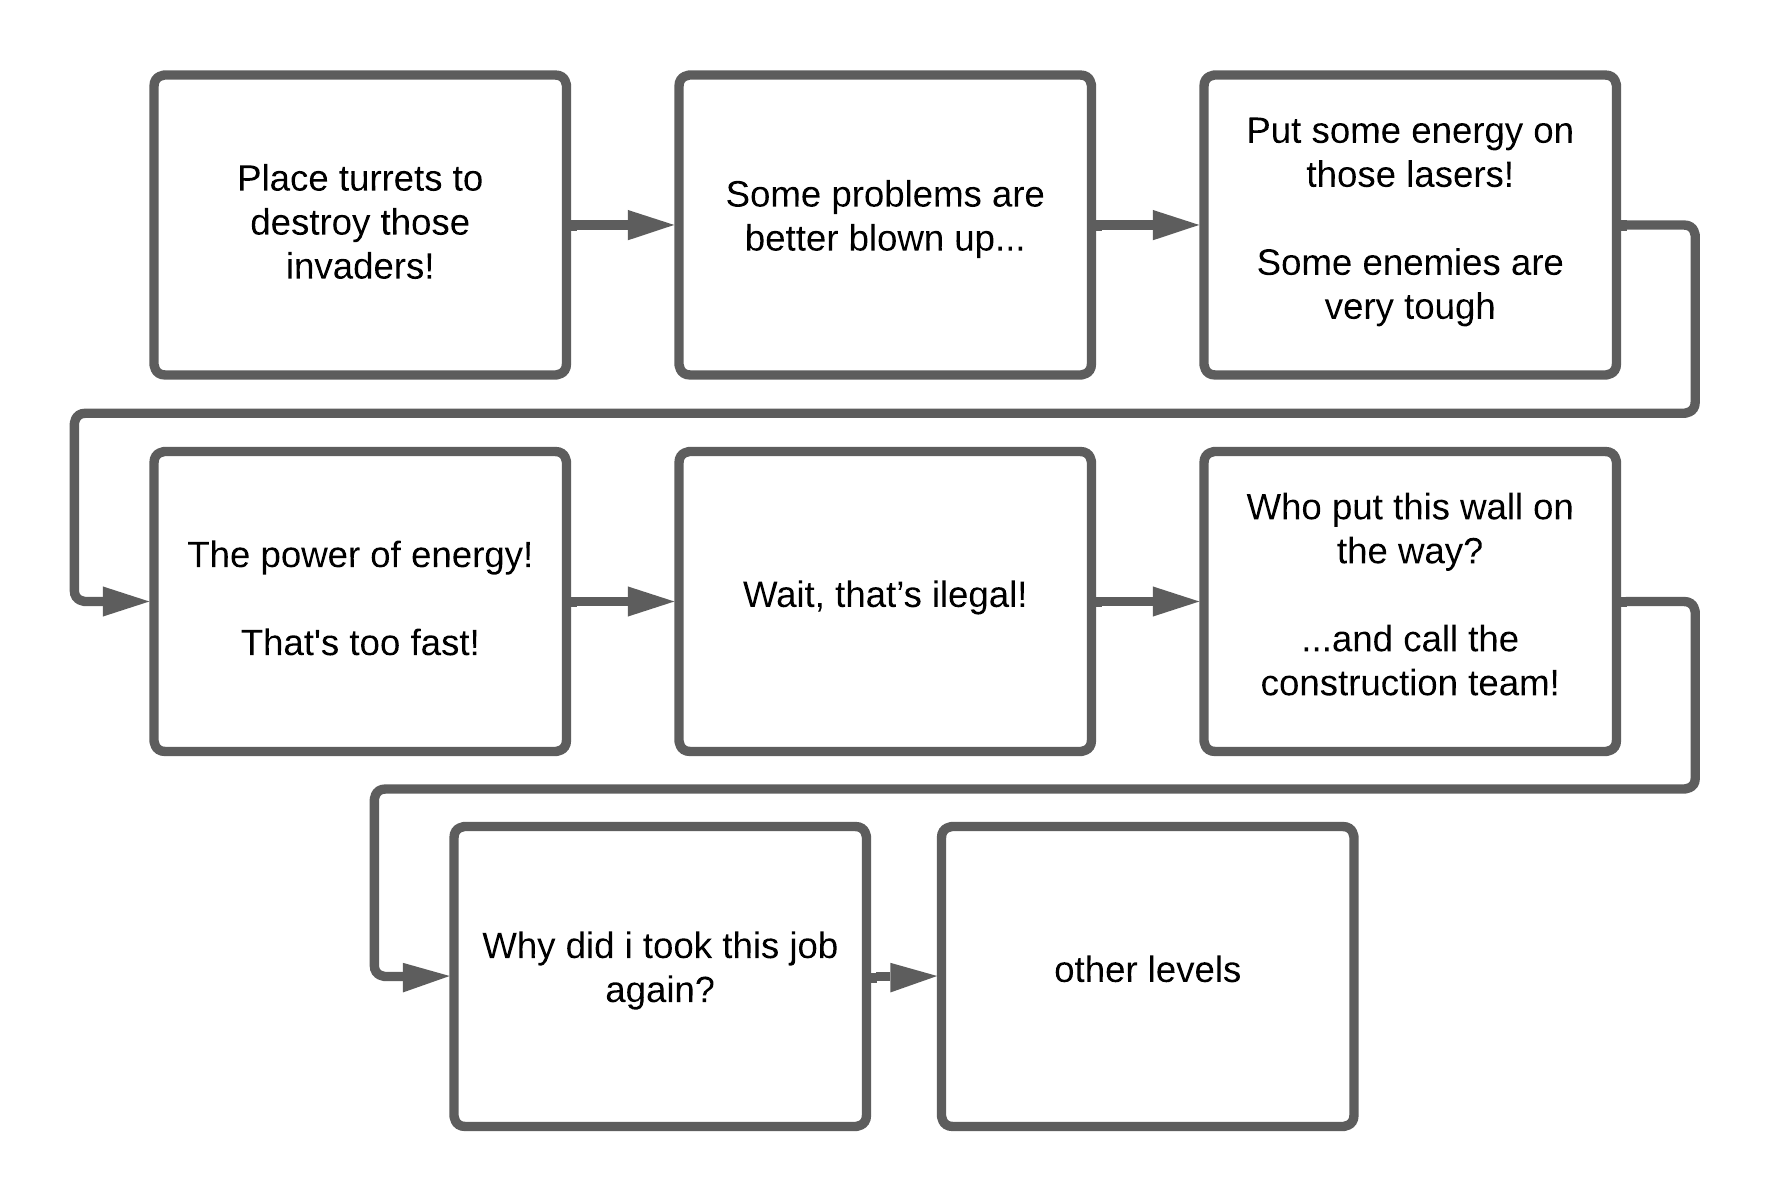 Place turrets to
destroy those
invaders!
Some problems are
better blown up...
Put some energy on
those lasers!
Some enemies are
very tough
The power of energy!
That's too fast!
Wait, that’s ilegal!
Who put this wall on
the way?
...and call the
construction team!
Why did i took this job
again?
other levels